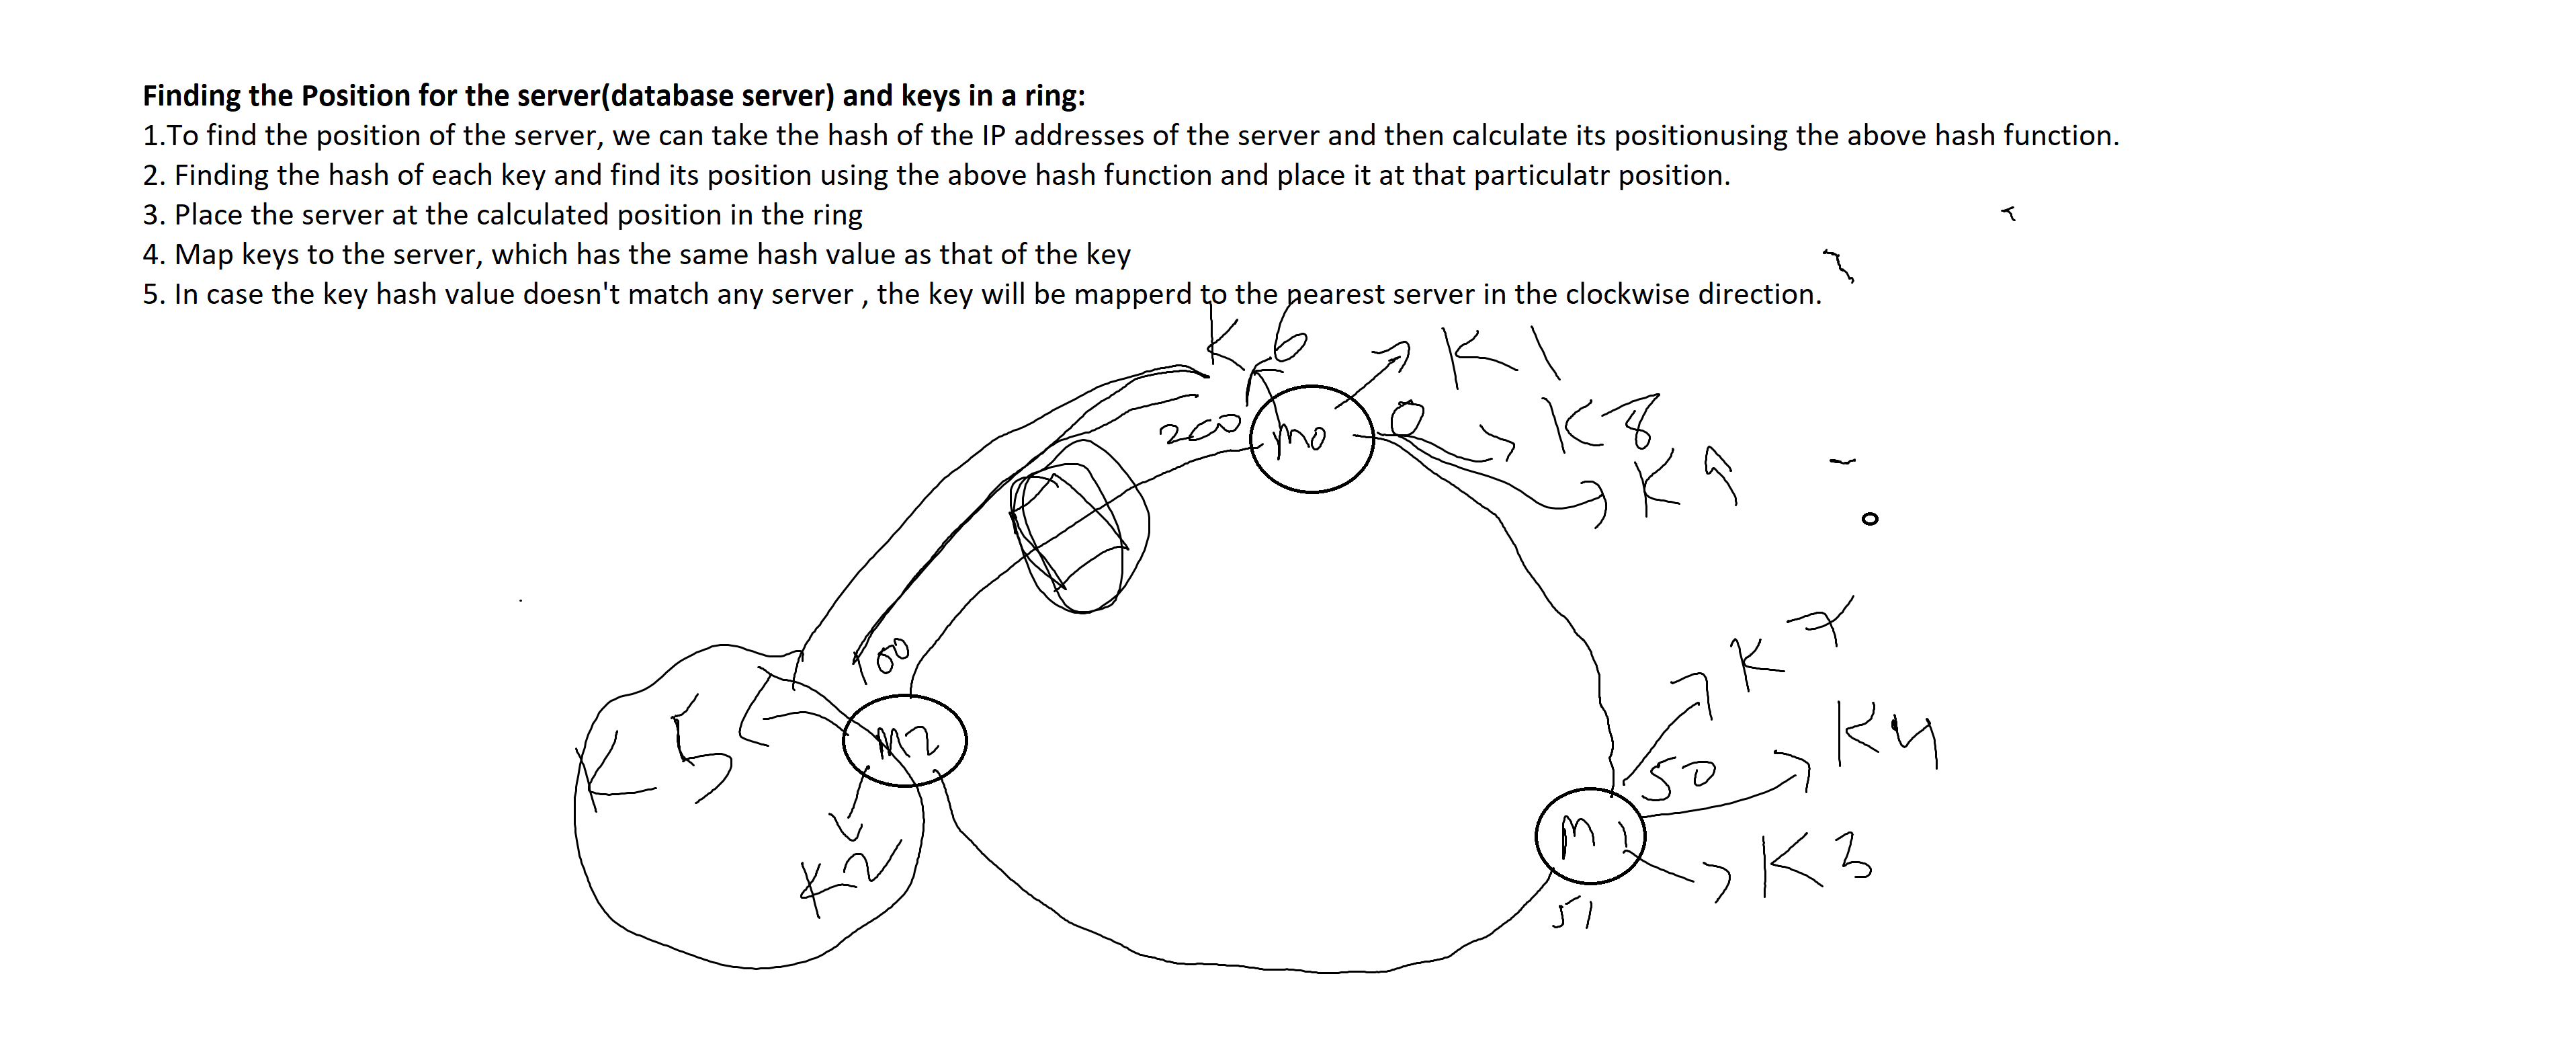 Finding the Position for the server(database server) and keys in a ring:
1.To find the position of the server, we can take the hash of the IP addresses of the server and then calculate its positionusing the above hash function.
2. Finding the hash of each key and find its position using the above hash function and place it at that particulatr position.
3. Place the server at the calculated position in the ring
4. Map keys to the server, which has the same hash value as that of the key
5. In case the key hash value doesn't match any server , the key will be mapperd to the nearest server in the clockwise direction.
K6
K1
200
m0
0
K8
K9
K7
100
K5
m2
K4
50
m1
K2
K3
51